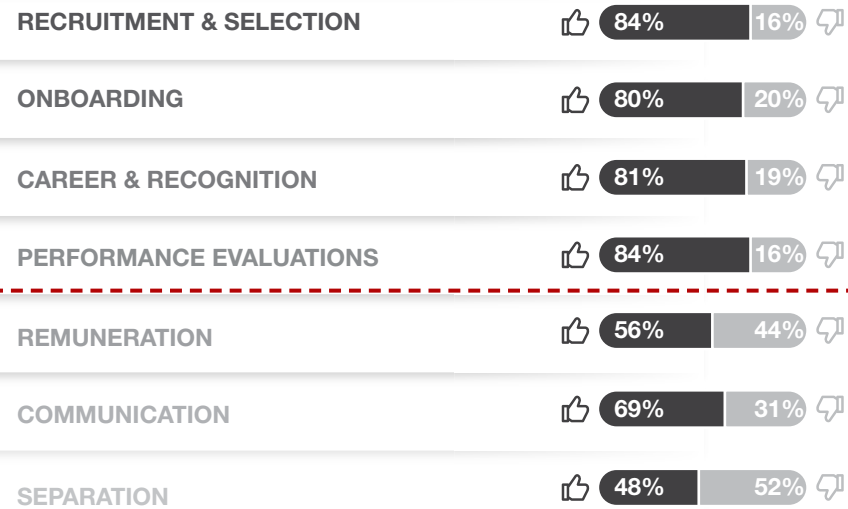 RECRUITMENT & SELECTION 84% 16%
ONBOARDING 80% 20%
CAREER & RECOGNITION 81% 19%
PERFORMANCE EVALUATIONS 84% 16%
REMUNERATION 56% 44%
COMMUNICATION 69% 31%
SEPARATION 48% 52%